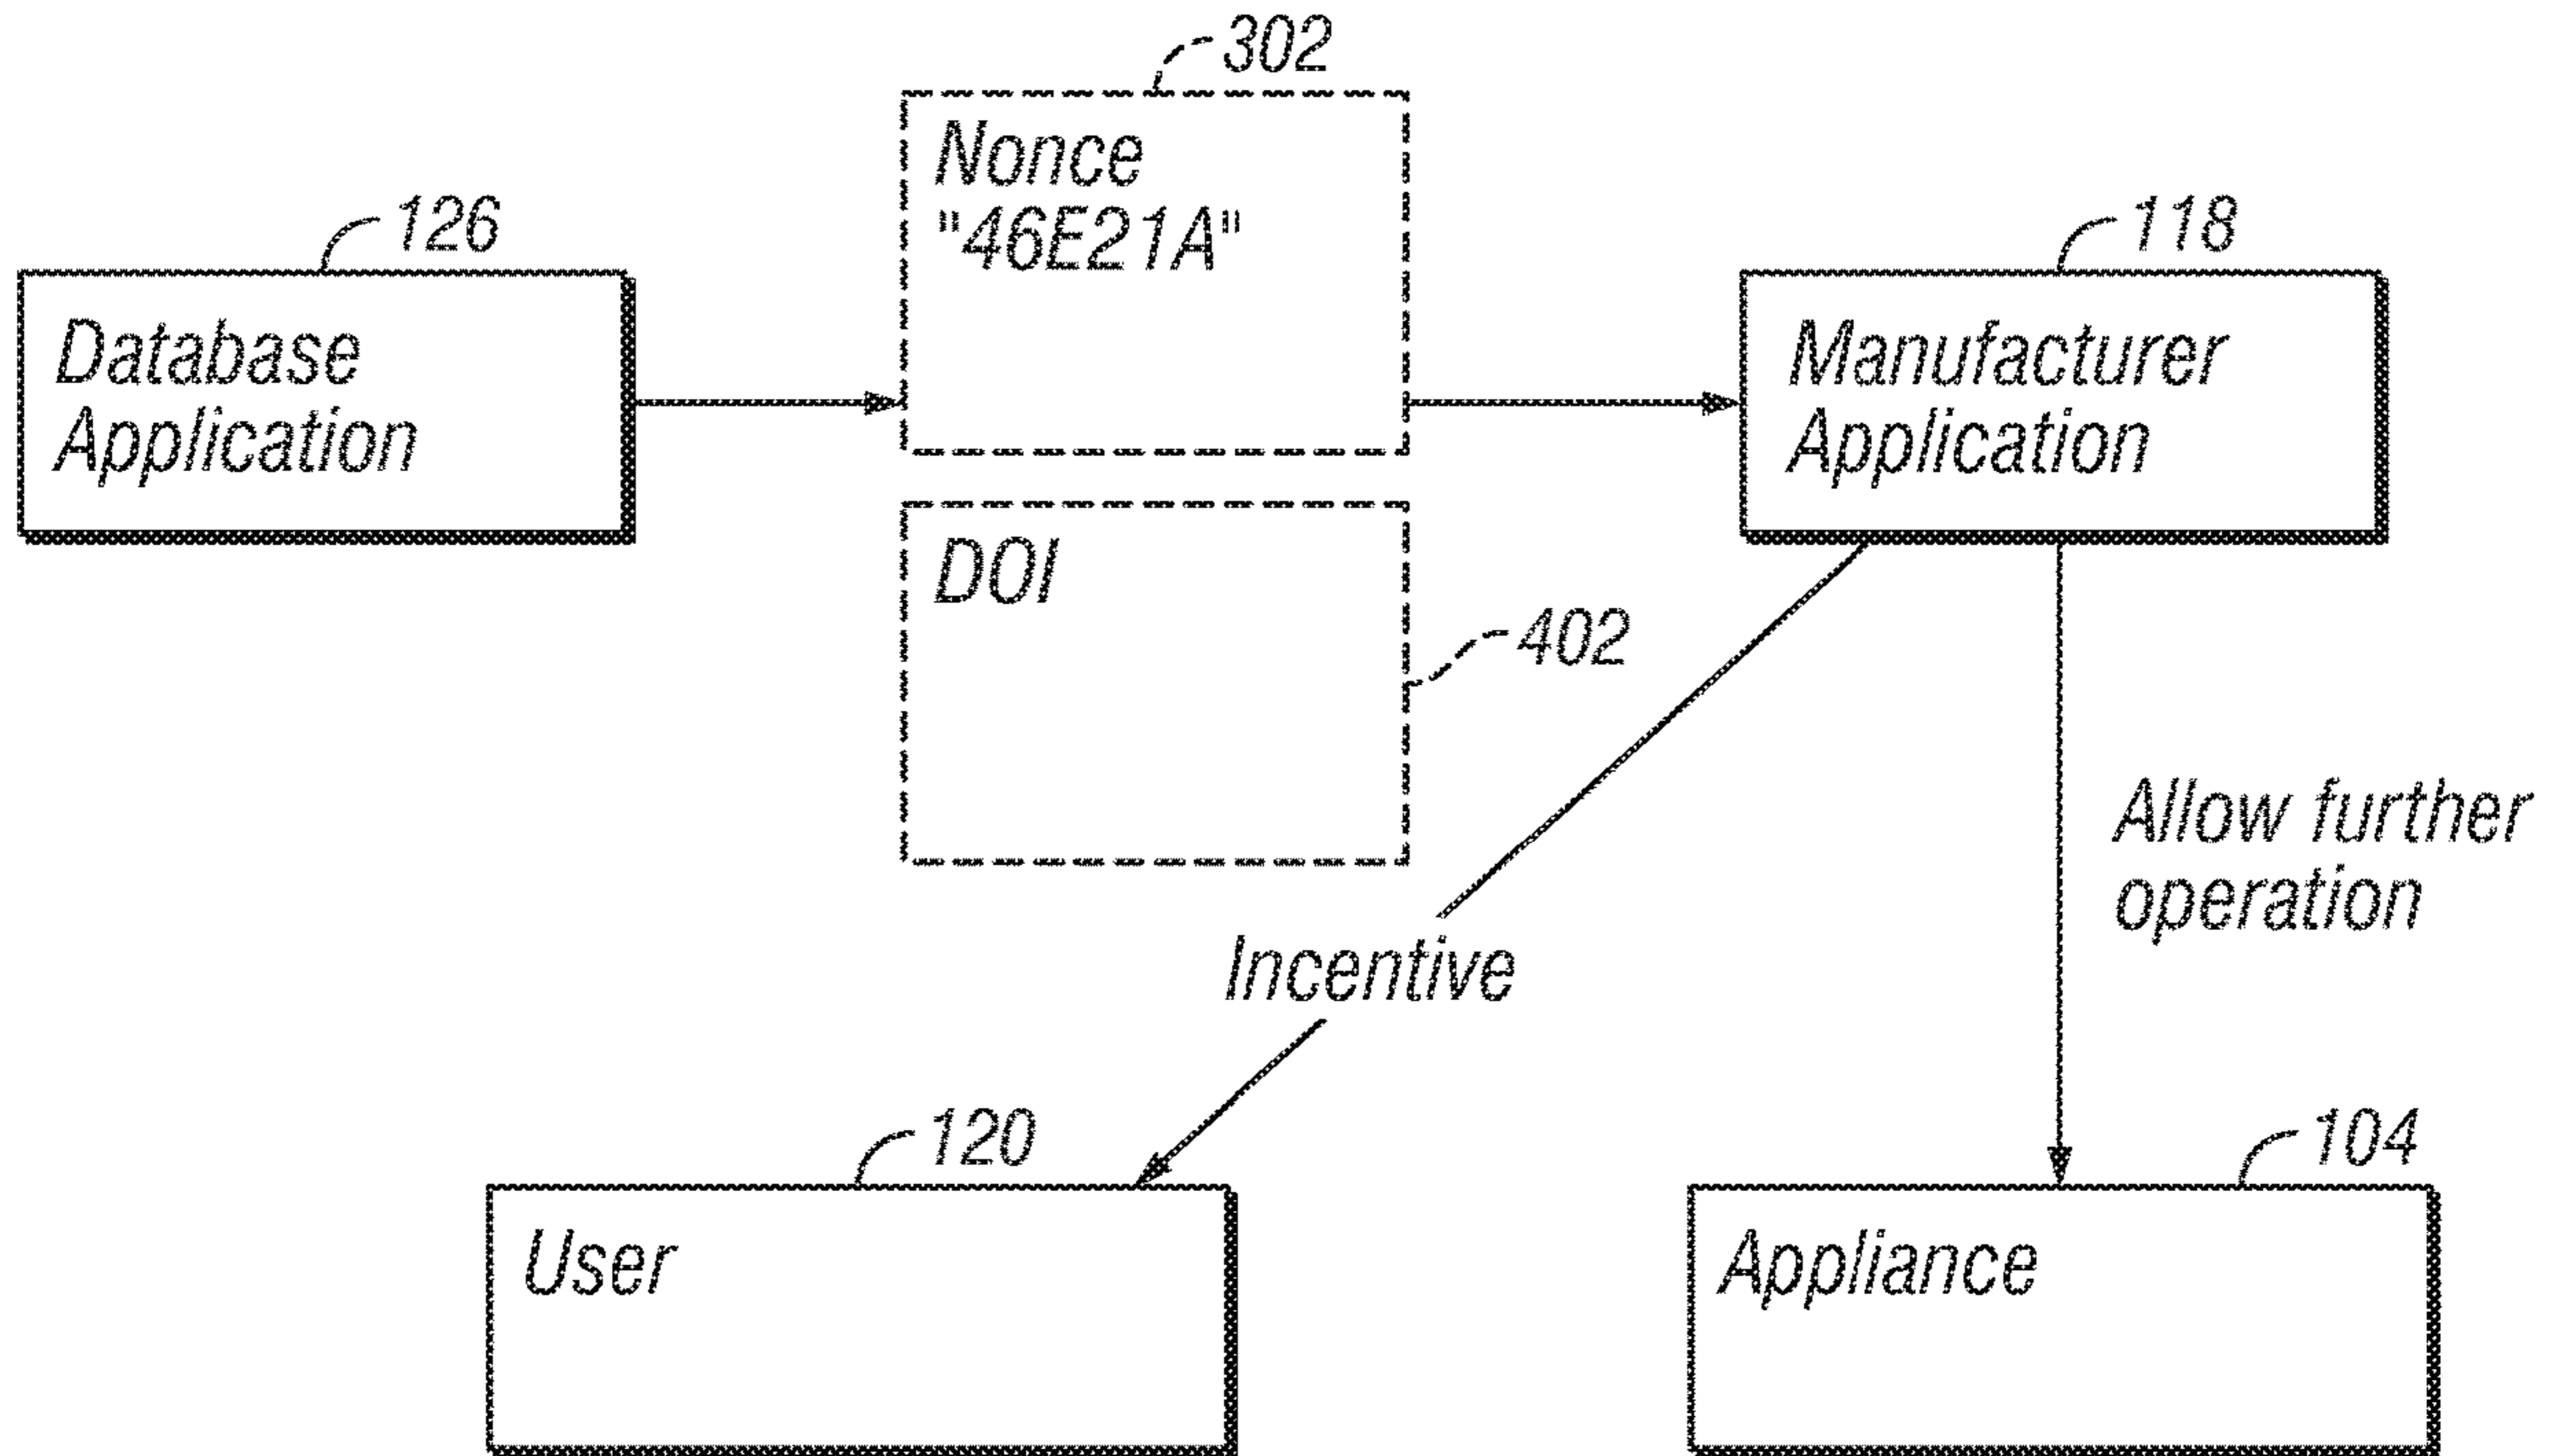 302
Nonce
"46E21A"
126
118
Database
Application
Manufacturer
Application
DOI
402
Allow further
operation
Incentive
120
104
User
Appliance